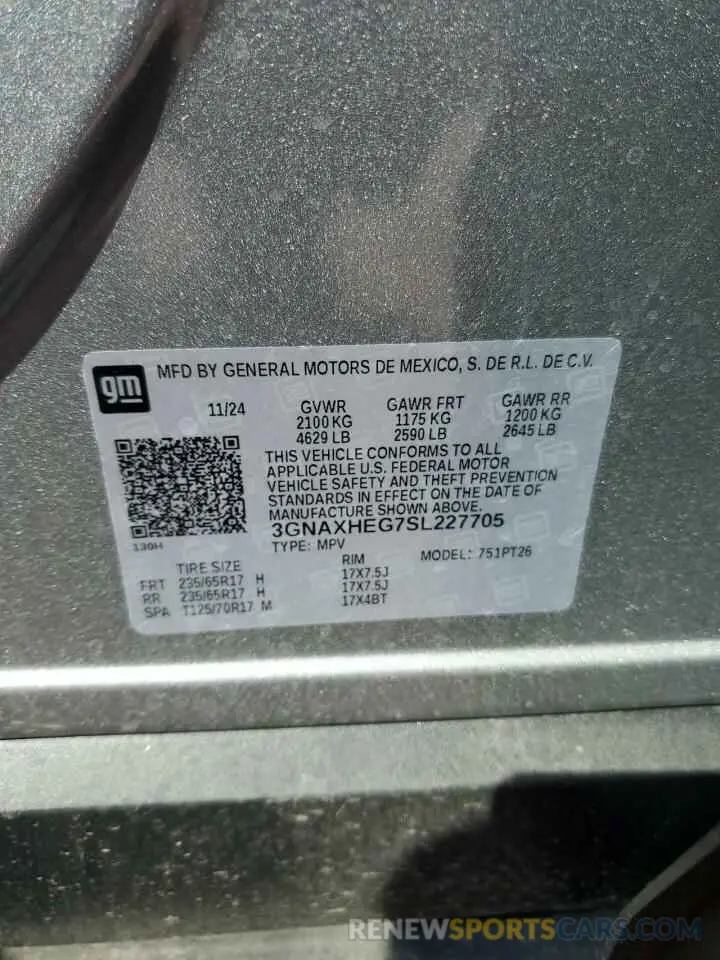 gm
MFD BY GENERAL MOTORS DE MEXICO, S. DE R.L. DE C.V.
11/24 GVWR GAWR FRT GAWR RR
2100 KG 1175 KG 1200 KG
4629 LB 2590 LB 2645 LB
THIS VEHICLE CONFORMS TO ALL
APPLICABLE U.S. FEDERAL MOTOR
VEHICLE SAFETY AND THEFT PREVENTION
STANDARDS IN EFFECT ON THE DATE OF
MANUFACTURE SHOWN ABOVE.
3GNAXHEG7SL227705
130H
TYPE: MPV MODEL: 751PT26
TIRE SIZE RIM
FRT 235/65R17 H 17X7.5J
RR 235/65R17 H 17X7.5J
SPA T125/70R17 M 17X4BT
RENEWSPORTSCARS.COM